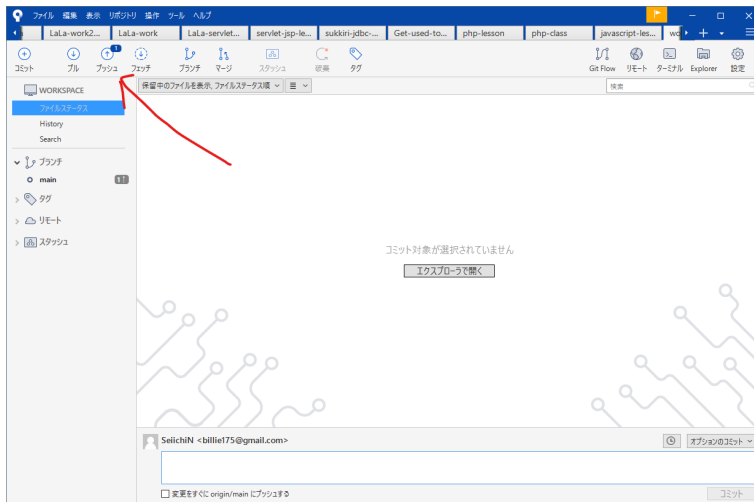 ファイル 編集 表示 リポジトリ 操作 ツール ヘルプ
LaLa-work2... LaLa-work LaLa-servlet... servlet-jsp-le... sukkiri-jdbc-... Get-used-to... php-lesson php-class javascript-les...
コミット プル プッシュ 1 フェッチ ブランチ マージ スタッシュ 破棄 タグ Git Flow リモート ターミナル Explorer 設定
WORKSPACE
保留中のファイルを表示, ファイルステータス順
検索
ファイルステータス
History
Search
ブランチ
main 1↑
タグ
リモート
スタッシュ
コミット対象が選択されていません
エクスプローラで開く
SeiichiN <billie175@gmail.com>
オプションのコミット
変更をすぐに origin/main にプッシュする
コミット